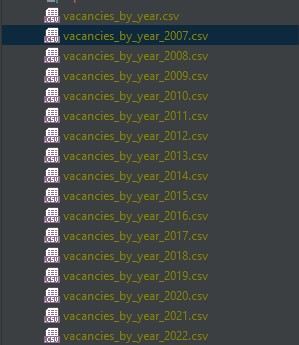 vacancies_by_year.csv
vacancies_by_year_2007.csv
vacancies_by_year_2008.csv
vacancies_by_year_2009.csv
vacancies_by_year_2010.csv
vacancies_by_year_2011.csv
vacancies_by_year_2012.csv
vacancies_by_year_2013.csv
vacancies_by_year_2014.csv
vacancies_by_year_2015.csv
vacancies_by_year_2016.csv
vacancies_by_year_2017.csv
vacancies_by_year_2018.csv
vacancies_by_year_2019.csv
vacancies_by_year_2020.csv
vacancies_by_year_2021.csv
vacancies_by_year_2022.csv